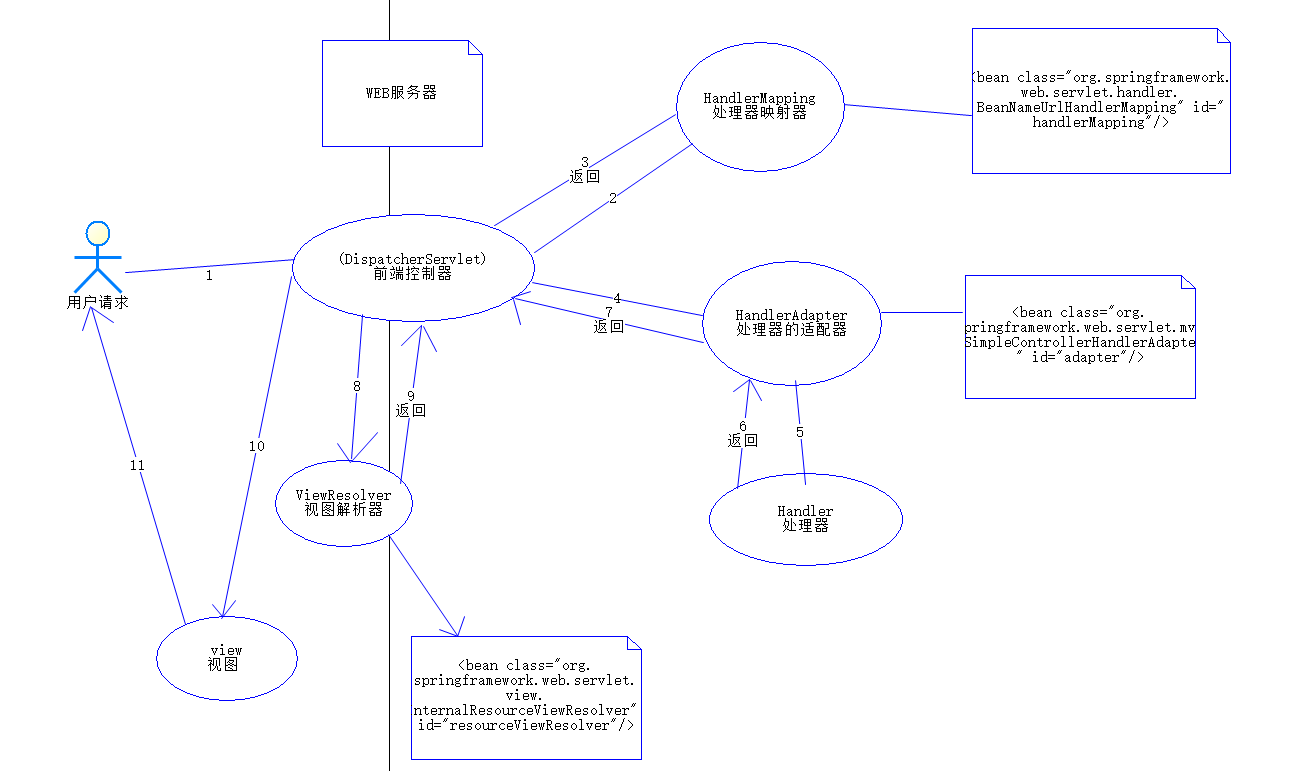 WEB服务器
HandlerMapping
处理器映射器
<bean class="org.springframework.
web.servlet.handler.
BeanNameUrlHandlerMapping" id="
handlerMapping"/>
3
返回
2
(DispatcherServlet)
前端控制器
1
用户请求
4
7
返回
HandlerAdapter
处理器的适配器
<bean class="org.
pringframework.web.servlet.mv
SimpleControllerHandlerAdapte
" id="adapter"/>
8
9
返回
6
返回
5
10
11
ViewResolver
视图解析器
Handler
处理器
view
视图
<bean class="org.
springframework.web.servlet.
view.
nternalResourceViewResolver"
id="resourceViewResolver"/>